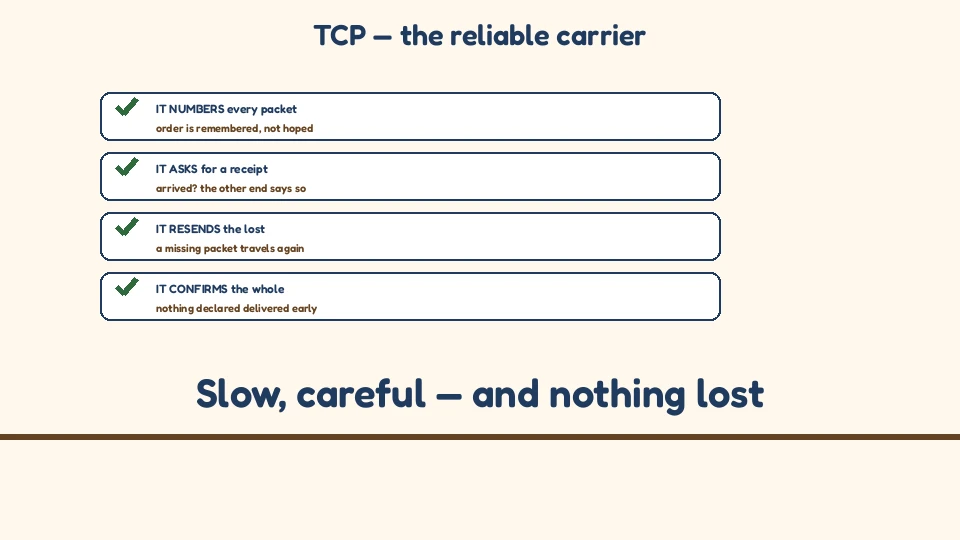 TCP — the reliable carrier
IT NUMBERS every packet
order is remembered, not hoped
IT ASKS for a receipt
arrived? the other end says so
IT RESENDS the lost
a missing packet travels again
IT CONFIRMS the whole
nothing declared delivered early
Slow, careful — and nothing lost